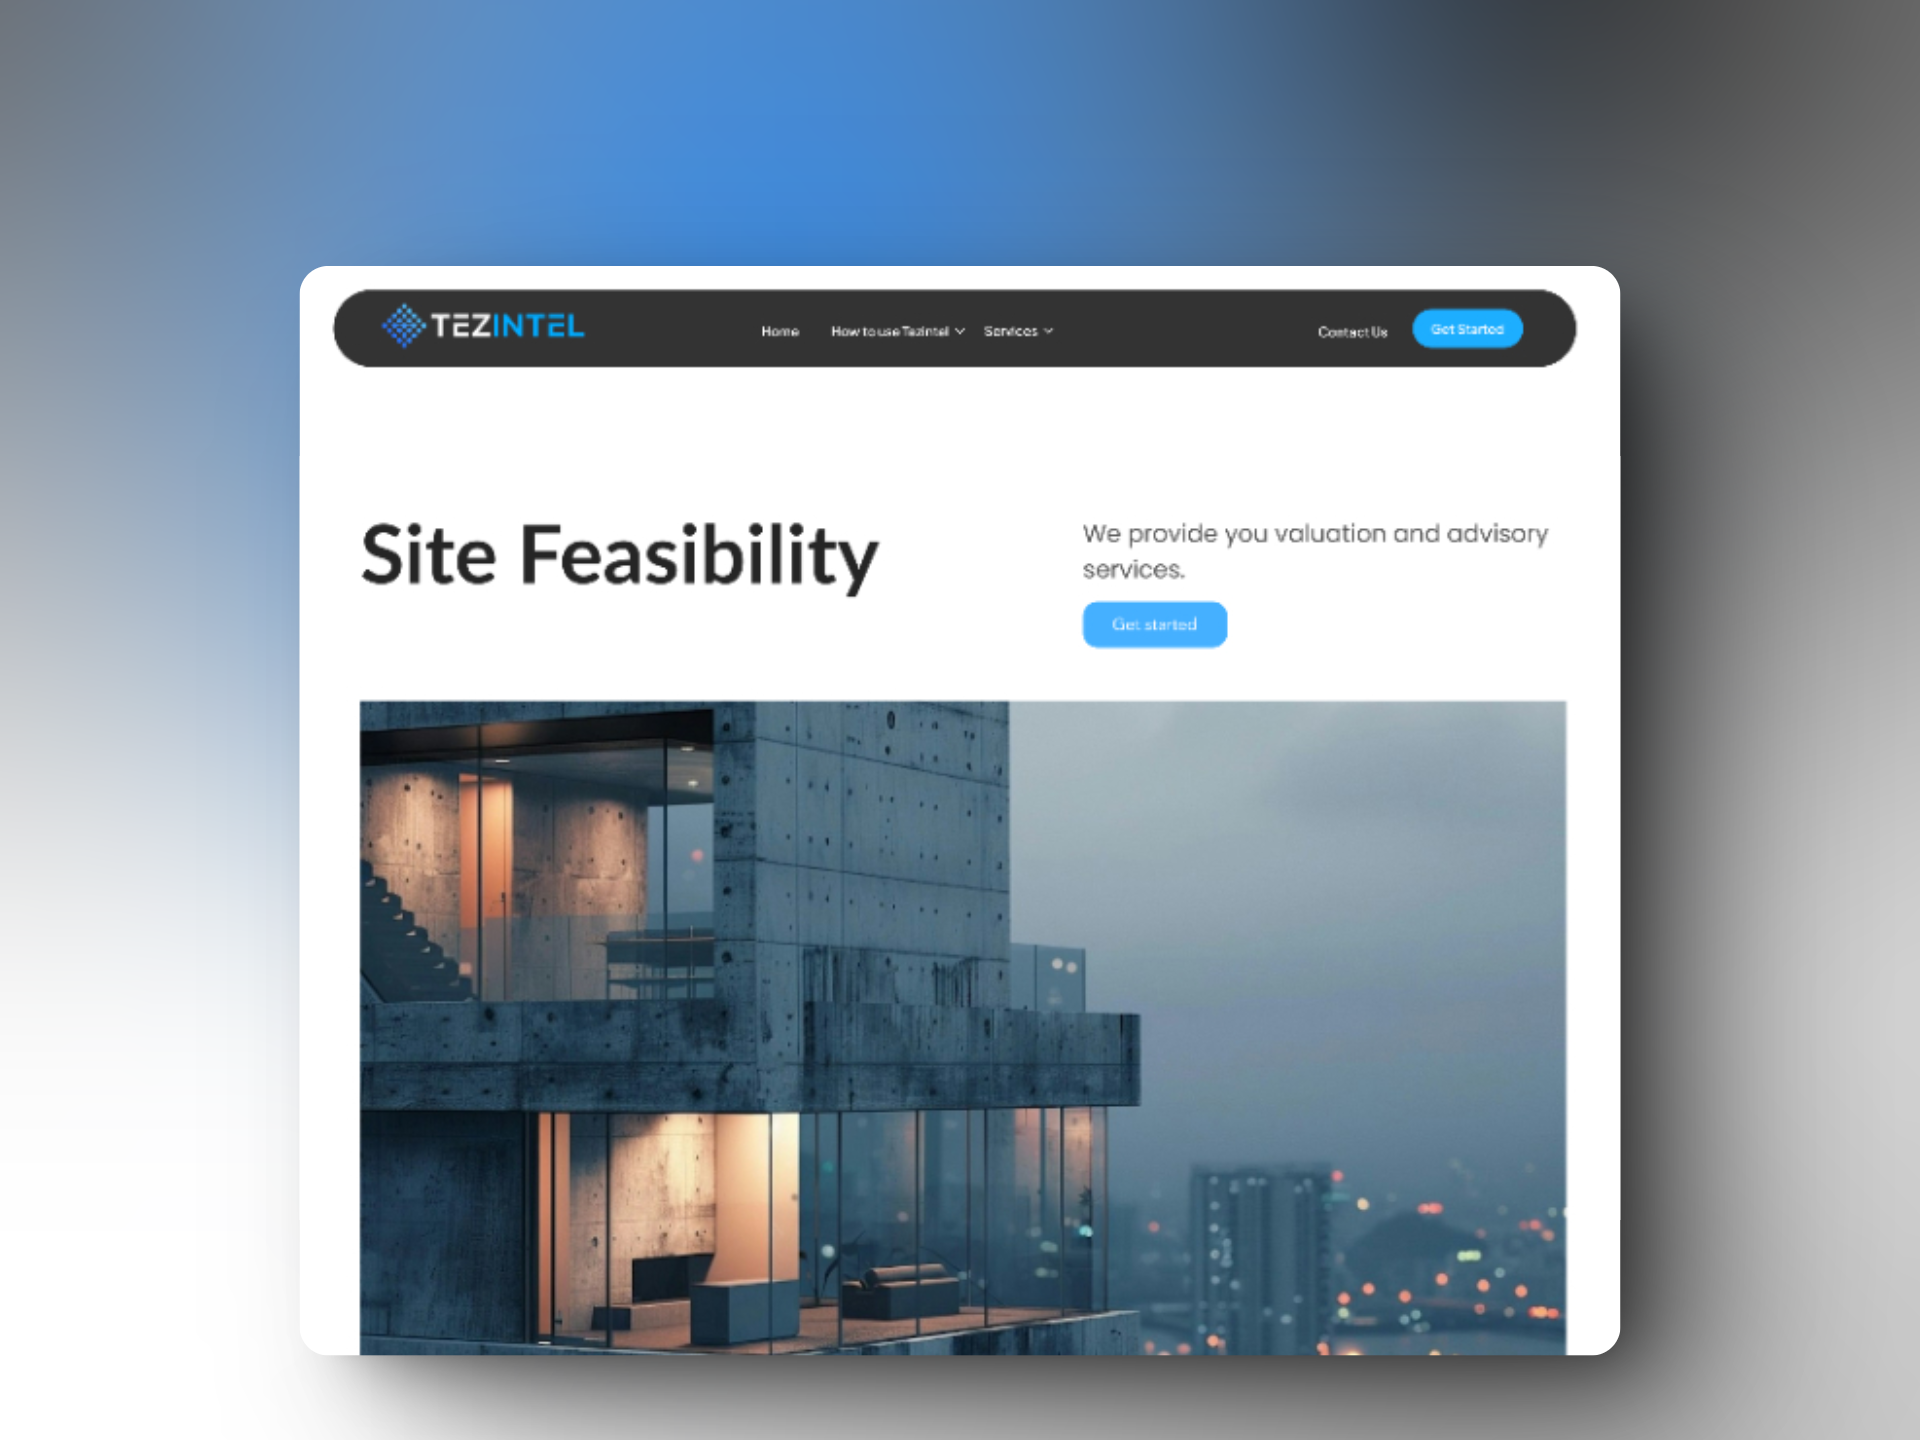 TEZINTEL
Home
How to use Tezintel
Services
Contact Us
Get Started
Site Feasibility
We provide you valuation and advisory
services.
Get started